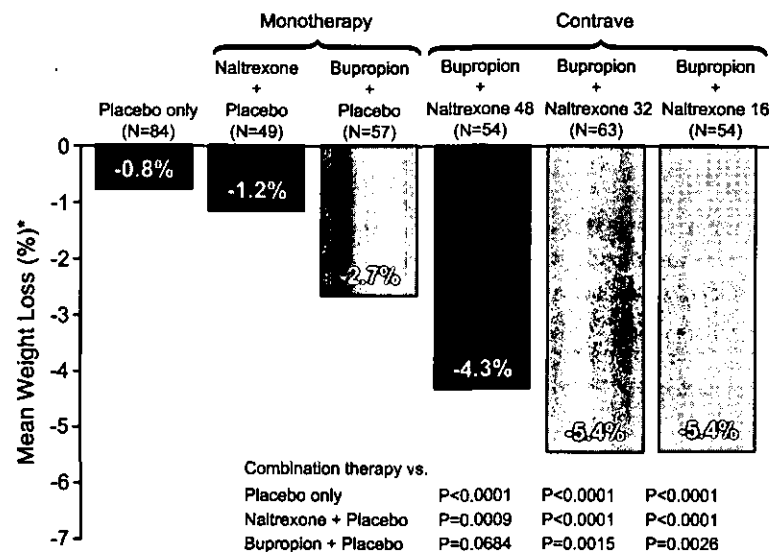 Monotherapy
Contrave
Placebo only
(N=84)
Naltrexone
+
Placebo
(N=49)
Bupropion
+
Placebo
(N=57)
Bupropion
+
Naltrexone 48
(N=54)
Bupropion
+
Naltrexone 32
(N=63)
Bupropion
+
Naltrexone 16
(N=54)
Mean Weight Loss (%)*
0
-1
-2
-3
-4
-5
-6
-7
-0.8%
-1.2%
-2.7%
-4.3%
-5.4%
-5.4%
Combination therapy vs.
Placebo only P<0.0001 P<0.0001 P<0.0001
Naltrexone + Placebo P=0.0009 P<0.0001 P<0.0001
Bupropion + Placebo P=0.0684 P=0.0015 P=0.0026